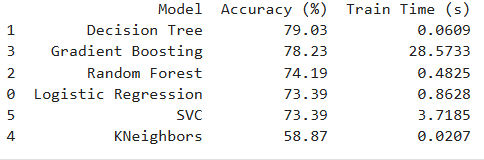 Model Accuracy (%) Train Time (s)
1 Decision Tree 79.03 0.0609
3 Gradient Boosting 78.23 28.5733
2 Random Forest 74.19 0.4825
0 Logistic Regression 73.39 0.8628
5 SVC 73.39 3.7185
4 KNeighbors 58.87 0.0207